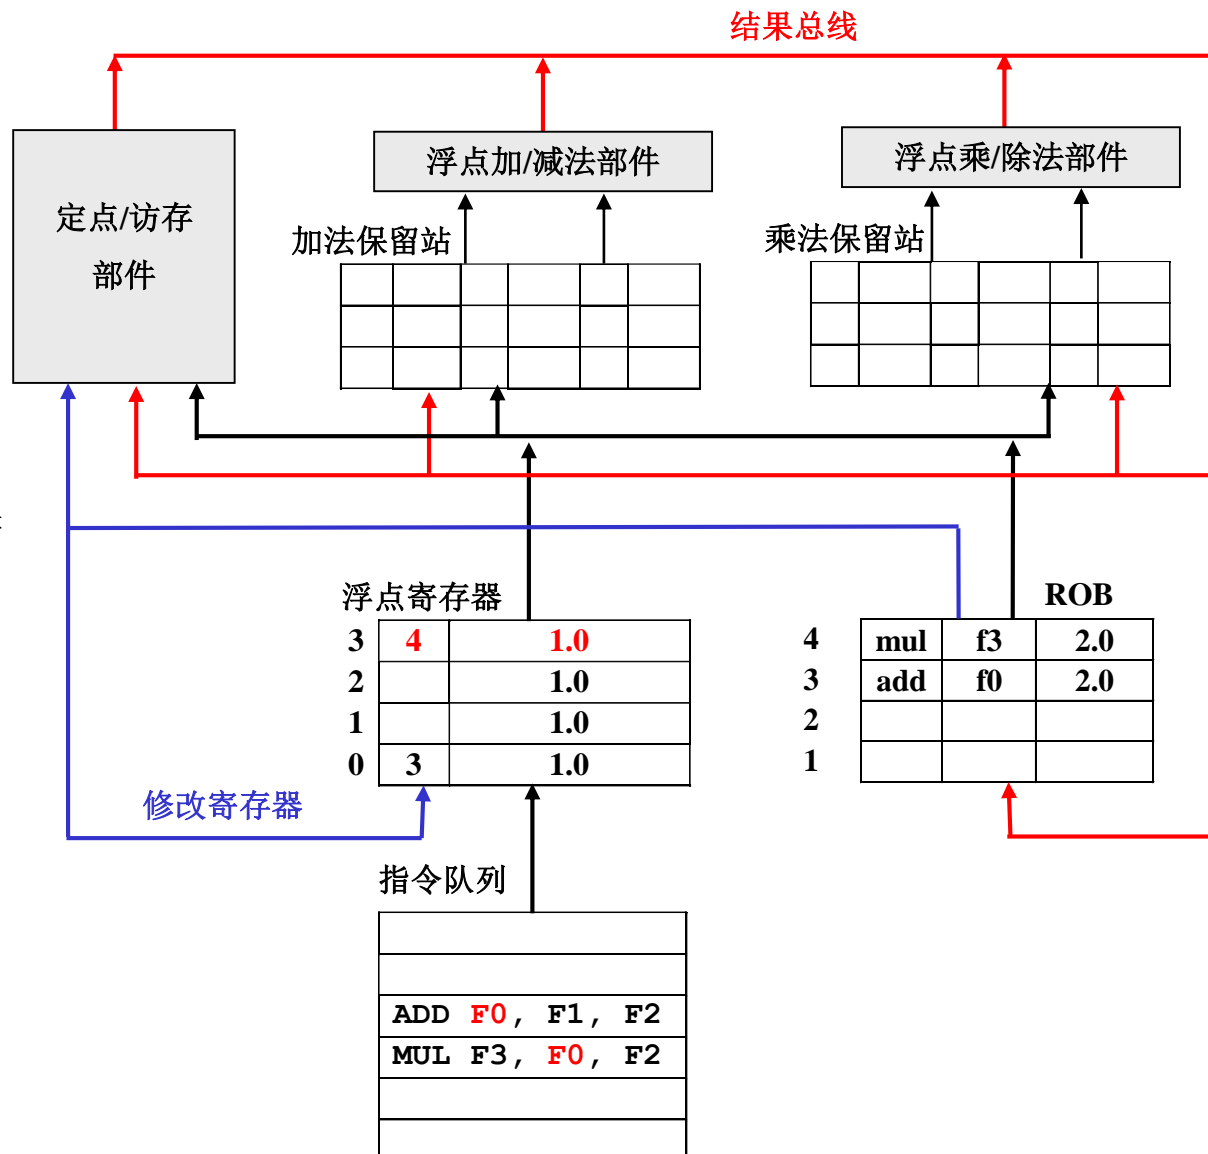 结果总线
定点/访存
部件
浮点加/减法部件
浮点乘/除法部件
加法保留站
乘法保留站
浮点寄存器
3 4 1.0
2 1.0
1 1.0
0 3 1.0
ROB
4 mul f3 2.0
3 add f0 2.0
2
1
修改寄存器
指令队列
ADD F0, F1, F2
MUL F3, F0, F2